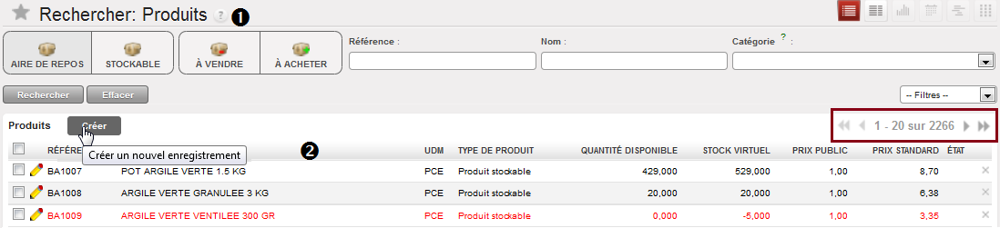 Rechercher: Produits ? ❶
AIRE DE REPOS STOCKABLE À VENDRE À ACHETER
Référence : Nom : Catégorie ? :
Rechercher Effacer -- Filtres --
Produits Créer 1 - 20 sur 2266
Créer un nouvel enregistrement ❷
RÉFÉRE UDM TYPE DE PRODUIT QUANTITÉ DISPONIBLE STOCK VIRTUEL PRIX PUBLIC PRIX STANDARD ÉTAT
BA1007 POT ARGILE VERTE 1.5 KG PCE Produit stockable 429,000 529,000 1,00 8,70
BA1008 ARGILE VERTE GRANULEE 3 KG PCE Produit stockable 20,000 20,000 1,00 6,38
BA1009 ARGILE VERTE VENTILEE 300 GR PCE Produit stockable 0,000 -5,000 1,00 3,35